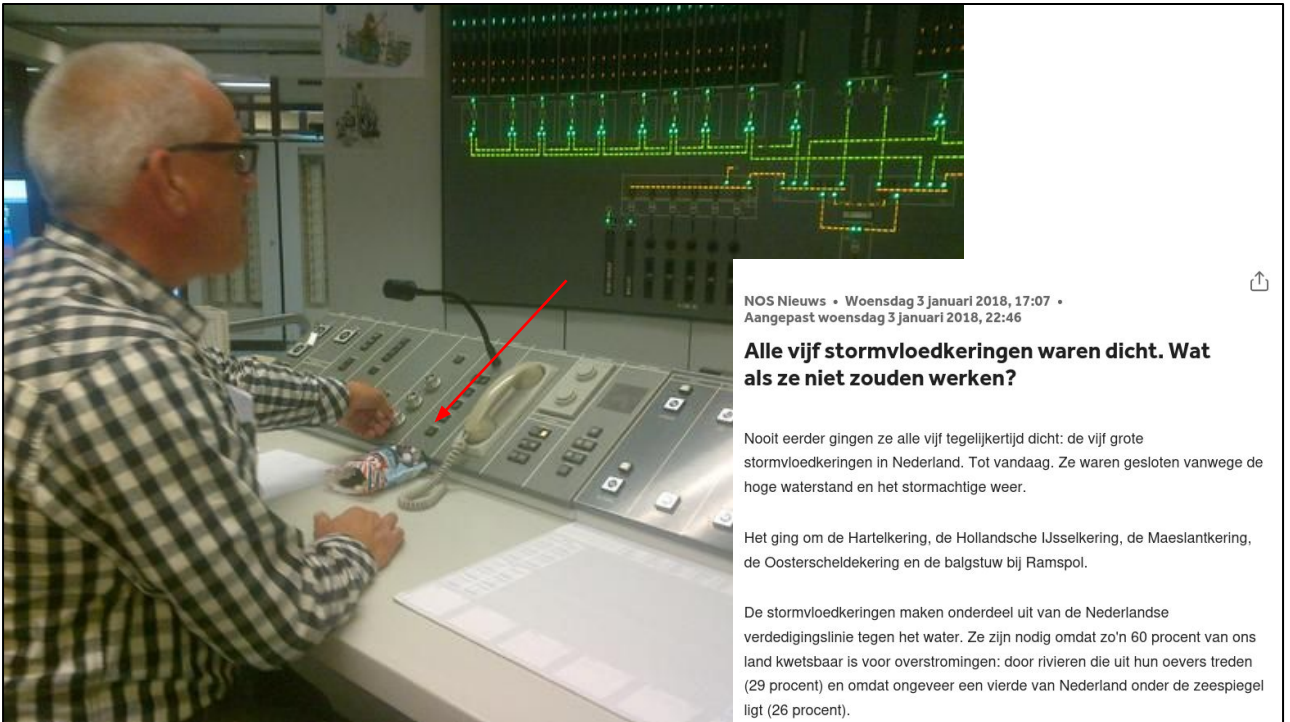 NOS Nieuws • Woensdag 3 januari 2018, 17:07 •
Aangepast woensdag 3 januari 2018, 22:46
Alle vijf stormvloedkeringen waren dicht. Wat
als ze niet zouden werken?
Nooit eerder gingen ze alle vijf tegelijkertijd dicht: de vijf grote
stormvloedkeringen in Nederland. Tot vandaag. Ze waren gesloten vanwege de
hoge waterstand en het stormachtige weer.
Het ging om de Hartelkering, de Hollandsche IJsselkering, de Maeslantkering,
de Oosterscheldekering en de balgstuw bij Ramspol.
De stormvloedkeringen maken onderdeel uit van de Nederlandse
verdedigingslinie tegen het water. Ze zijn nodig omdat zo'n 60 procent van ons
land kwetsbaar is voor overstromingen: door rivieren die uit hun oevers treden
(29 procent) en omdat ongeveer een vierde van Nederland onder de zeespiegel
ligt (26 procent).